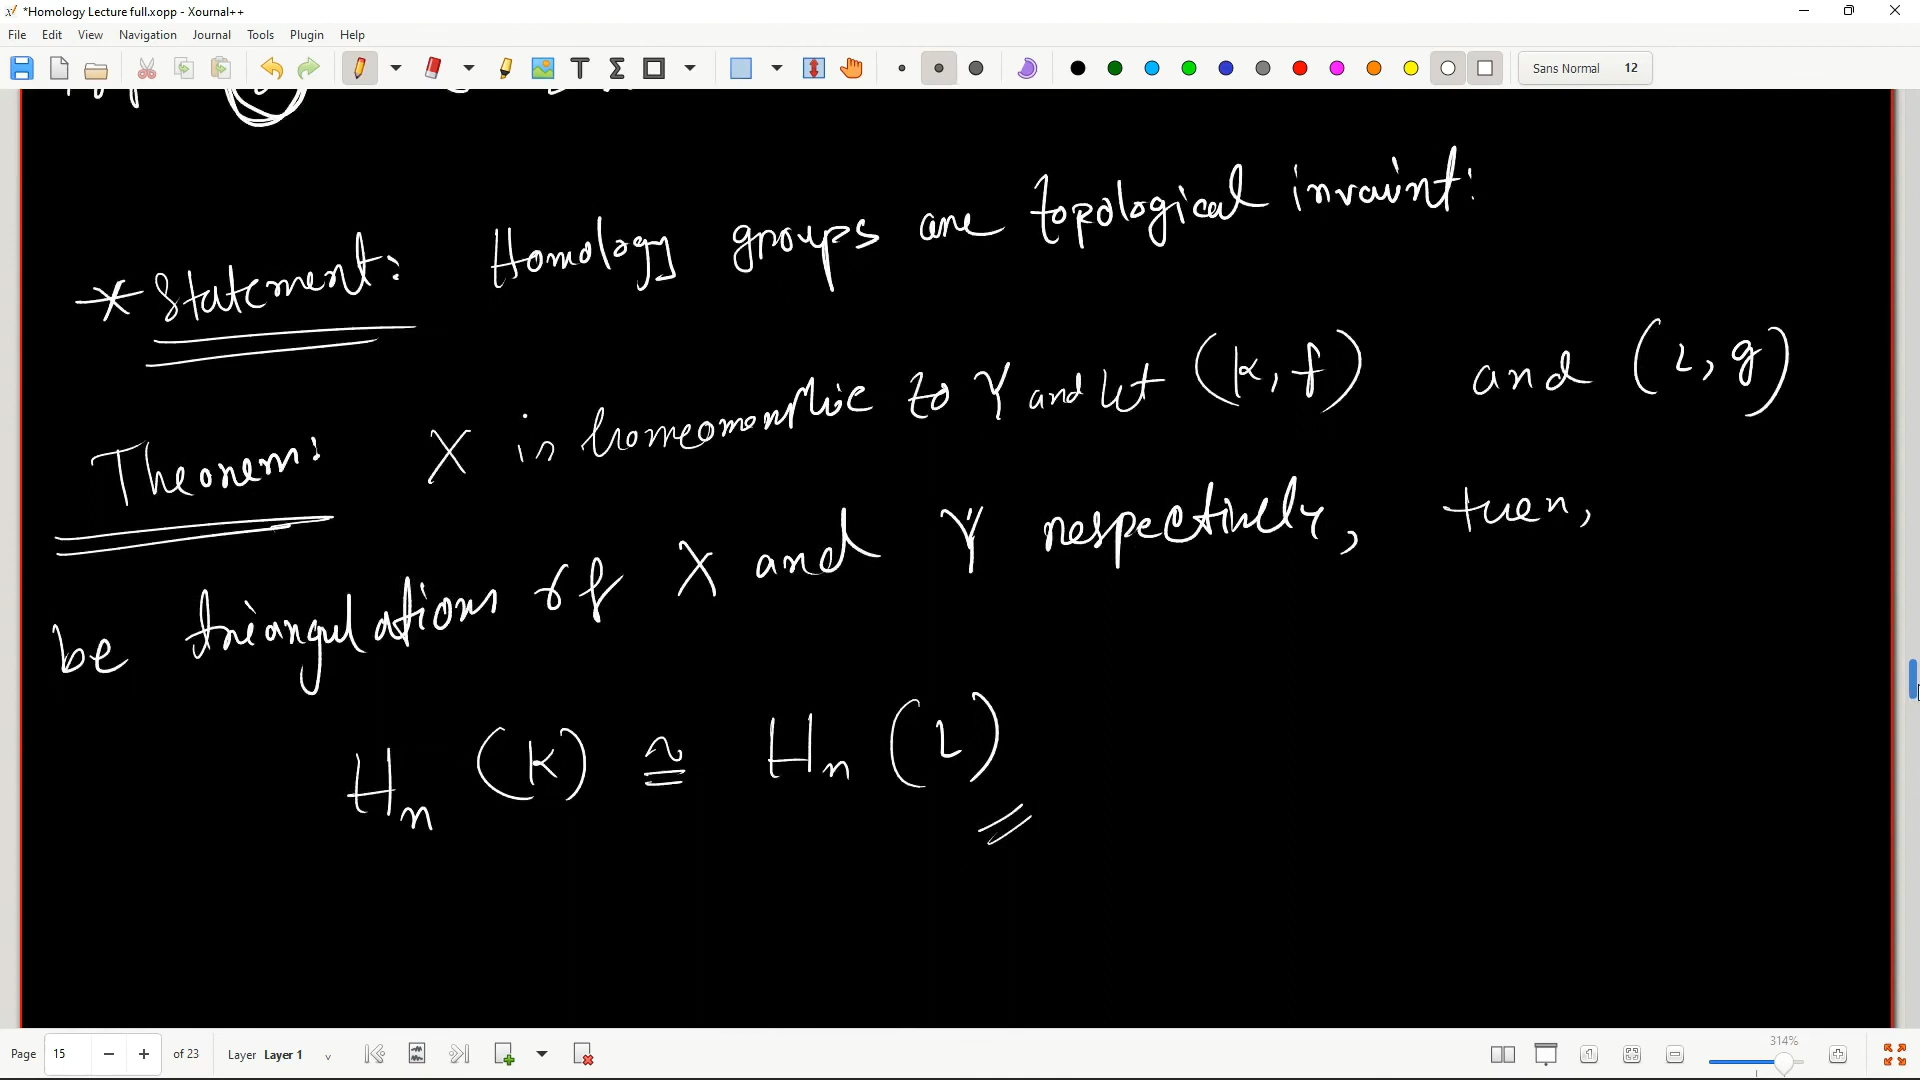 *Homology Lecture full.xopp - Xournal++
File Edit View Navigation Journal Tools Plugin Help
Sans Normal 12
* Statement: Homology groups are topological invaint:
Theorem: X is homeomorphic to Y and let (K, f) and (L, g)
be triangulations of X and Y respectively, then,
Hn (K) ≅ Hn (L)
Page 15 of 23 Layer Layer 1 314%